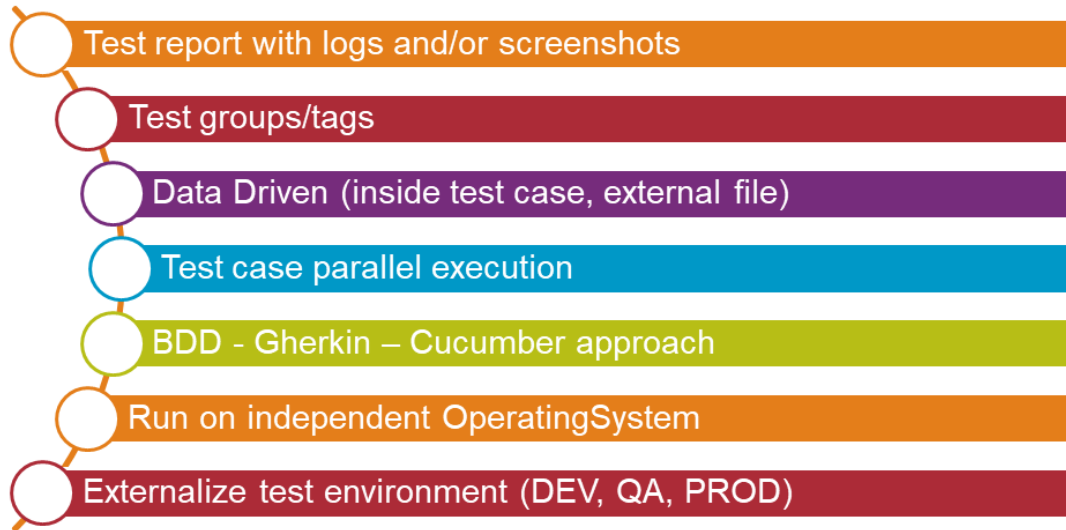 Test report with logs and/or screenshots
Test groups/tags
Data Driven (inside test case, external file)
Test case parallel execution
BDD - Gherkin – Cucumber approach
Run on independent OperatingSystem
Externalize test environment (DEV, QA, PROD)